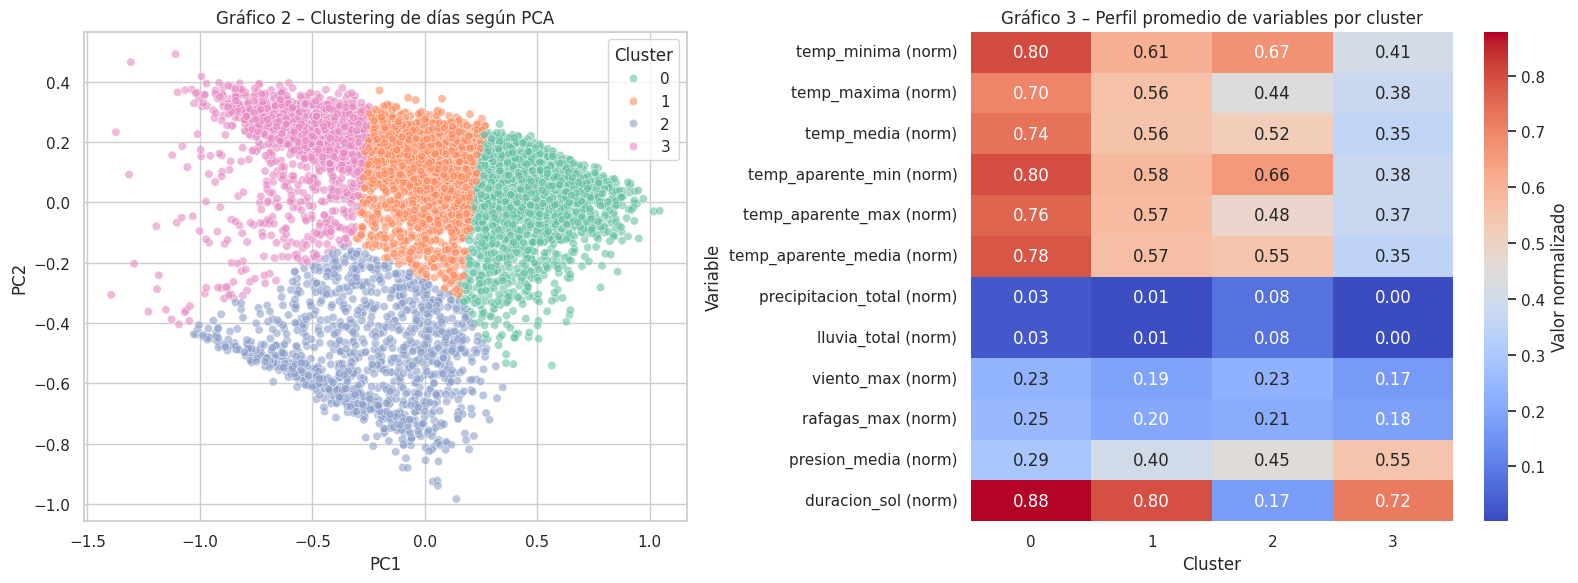 Gráfico 2 – Clustering de días según PCA
Cluster
0
1
2
3
PC2
0.4
0.2
0.0
−0.2
−0.4
−0.6
−0.8
−1.0
−1.5 −1.0 −0.5 0.0 0.5 1.0
PC1
Gráfico 3 – Perfil promedio de variables por cluster
Variable
temp_minima (norm) 0.80 0.61 0.67 0.41
temp_maxima (norm) 0.70 0.56 0.44 0.38
temp_media (norm) 0.74 0.56 0.52 0.35
temp_aparente_min (norm) 0.80 0.58 0.66 0.38
temp_aparente_max (norm) 0.76 0.57 0.48 0.37
temp_aparente_media (norm) 0.78 0.57 0.55 0.35
precipitacion_total (norm) 0.03 0.01 0.08 0.00
lluvia_total (norm) 0.03 0.01 0.08 0.00
viento_max (norm) 0.23 0.19 0.23 0.17
rafagas_max (norm) 0.25 0.20 0.21 0.18
presion_media (norm) 0.29 0.40 0.45 0.55
duracion_sol (norm) 0.88 0.80 0.17 0.72
0 1 2 3
Cluster
0.8
0.7
0.6
0.5
0.4
0.3
0.2
0.1
Valor normalizado